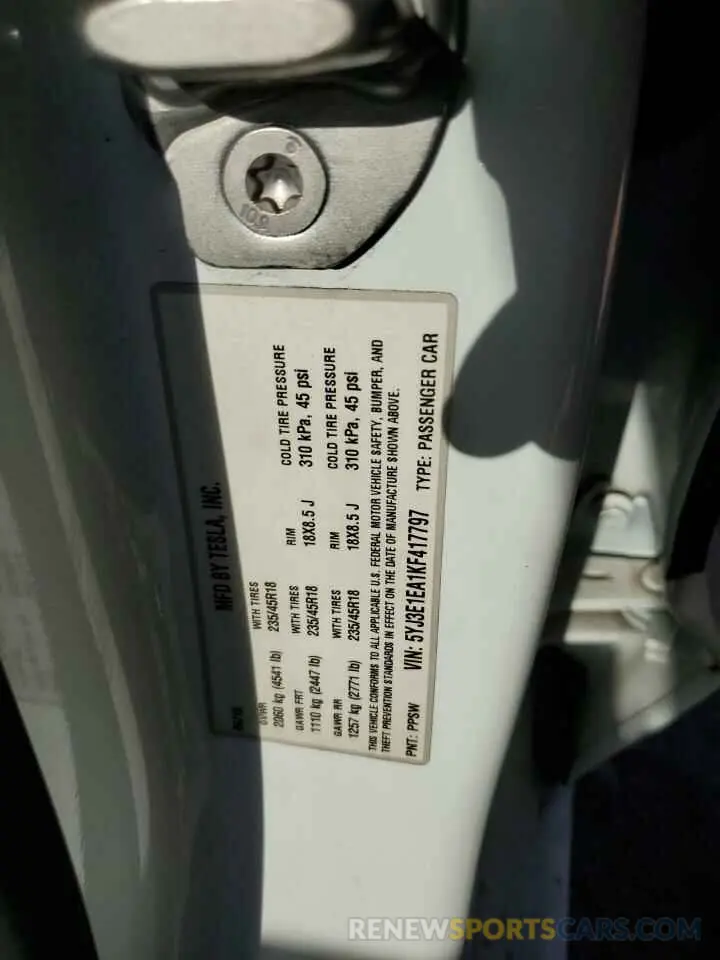 10.9
MFD BY TESLA, INC.
GVWR
2060 kg (4541 lb)
WITH TIRES
235/45R18
RIM
18X8.5 J
COLD TIRE PRESSURE
310 kPa, 45 psi
GAWR FRT
1110 kg (2447 lb)
WITH TIRES
235/45R18
RIM
18X8.5 J
COLD TIRE PRESSURE
310 kPa, 45 psi
GAWR RR
1257 kg (2771 lb)
THIS VEHICLE CONFORMS TO ALL APPLICABLE U.S. FEDERAL MOTOR VEHICLE SAFETY, BUMPER, AND
THEFT PREVENTION STANDARDS IN EFFECT ON THE DATE OF MANUFACTURE SHOWN ABOVE.
PNT: PPSW VIN: 5YJ3E1EA1KF417797 TYPE: PASSENGER CAR
RENEWSPORTSCARS.COM